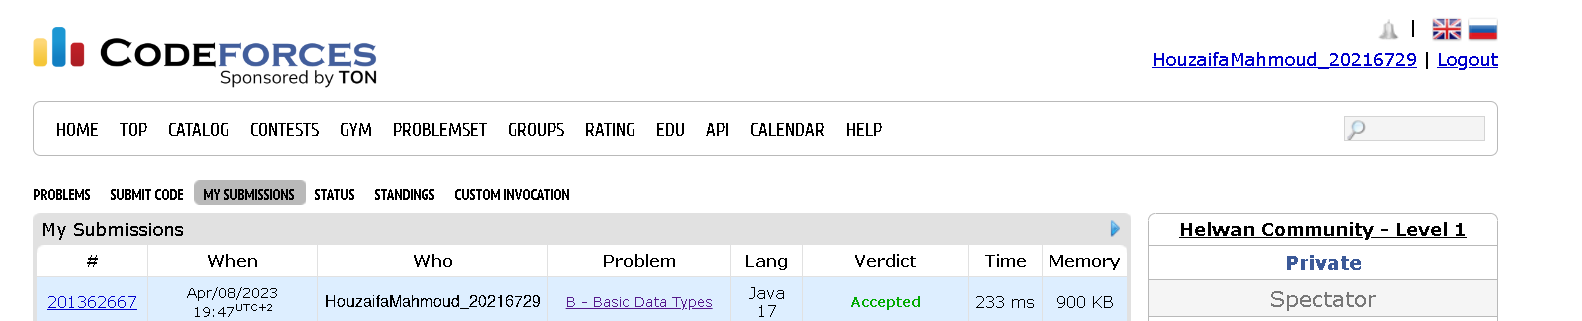 CODEFORCES
Sponsored by TON
|
HouzaifaMahmoud_20216729 | Logout
HOME TOP CATALOG CONTESTS GYM PROBLEMSET GROUPS RATING EDU API CALENDAR HELP
PROBLEMS SUBMIT CODE MY SUBMISSIONS STATUS STANDINGS CUSTOM INVOCATION
My Submissions
# When Who Problem Lang Verdict Time Memory
201362667 Apr/08/2023 19:47UTC+2 HouzaifaMahmoud_20216729 B - Basic Data Types Java 17 Accepted 233 ms 900 KB
Helwan Community - Level 1
Private
Spectator